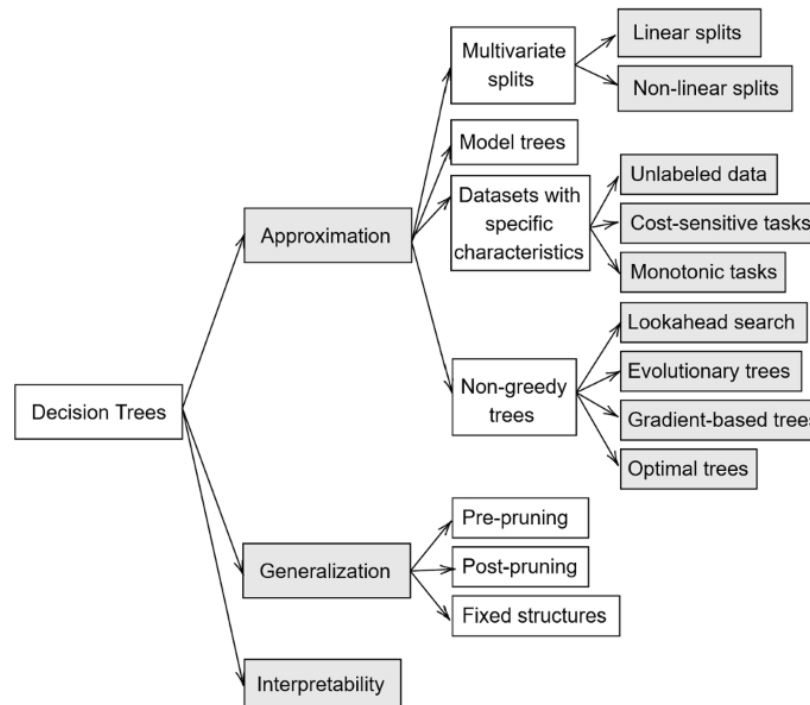 Linear splits
Multivariate
splits
Non-linear splits
Model trees
Unlabeled data
Datasets with
specific
characteristics
Cost-sensitive tasks
Monotonic tasks
Approximation
Lookahead search
Evolutionary trees
Non-greedy
trees
Gradient-based trees
Optimal trees
Decision Trees
Pre-pruning
Generalization
Post-pruning
Fixed structures
Interpretability